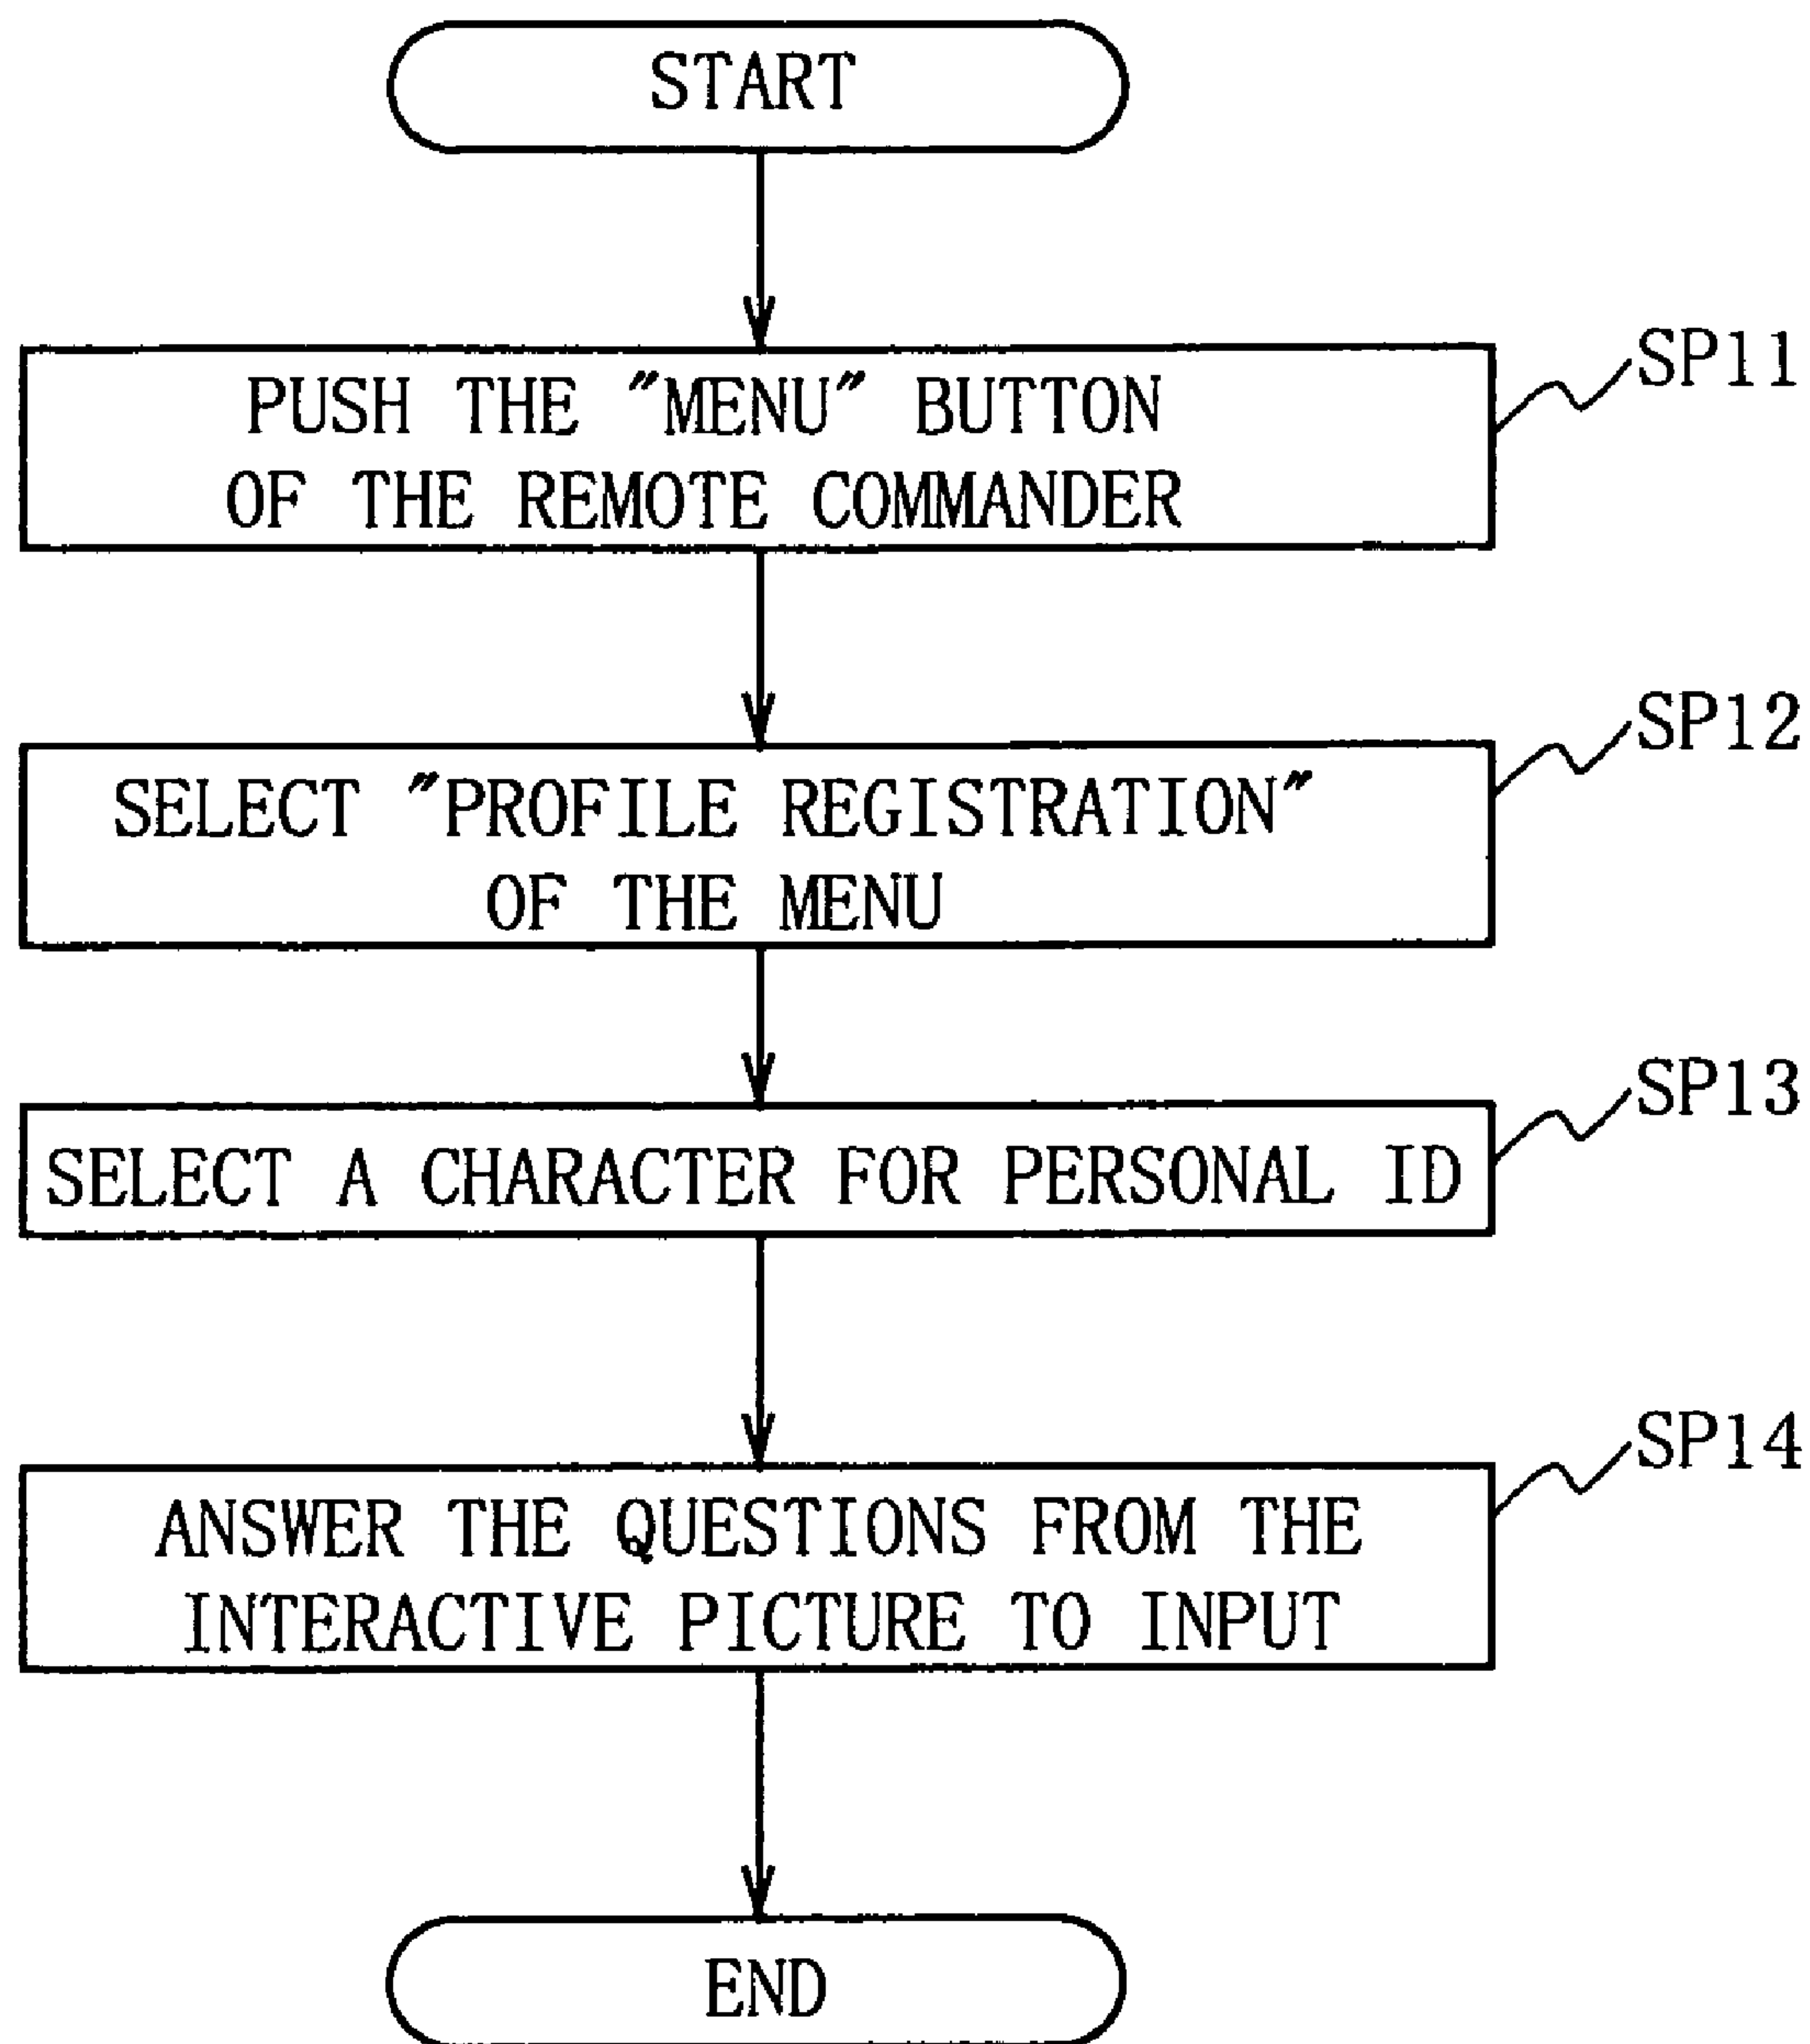 START
SP11
PUSH THE "MENU" BUTTON
OF THE REMOTE COMMANDER
SP12
SELECT "PROFILE REGISTRATION"
OF THE MENU
SP13
SELECT A CHARACTER FOR PERSONAL ID
SP14
ANSWER THE QUESTIONS FROM THE
INTERACTIVE PICTURE TO INPUT
END